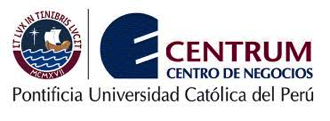 ET LVX IN TENEBRIS LVCET
MCMXVII
CENTRUM
CENTRO DE NEGOCIOS
Pontificia Universidad Católica del Perú